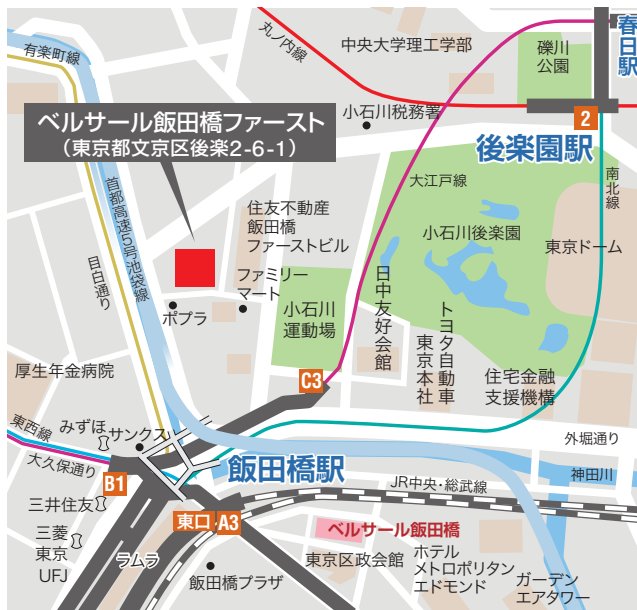 有楽町線
丸ノ内線
中央大学理工学部
礫川
公園
春日駅
ベルサール飯田橋ファースト
(東京都文京区後楽2-6-1)
小石川税務署
2
後楽園駅
首都高速5号池袋線
目白通り
住友不動産
飯田橋
ファーストビル
大江戸線
南北線
小石川後楽園
東京ドーム
ファミリー
マート
ポプラ
小石川
運動場
日中友好会館
トヨタ自動車
東京本社
住宅金融
支援機構
厚生年金病院
C3
東西線
みずほ
サンクス
大久保通り
外堀通り
飯田橋駅
神田川
B1
JR中央・総武線
三井住友
東口・A3
ベルサール飯田橋
三菱
東京
UFJ
ラムラ
飯田橋プラザ
東京区政会館
ホテル
メトロポリタン
エドモンド
ガーデン
エアタワー